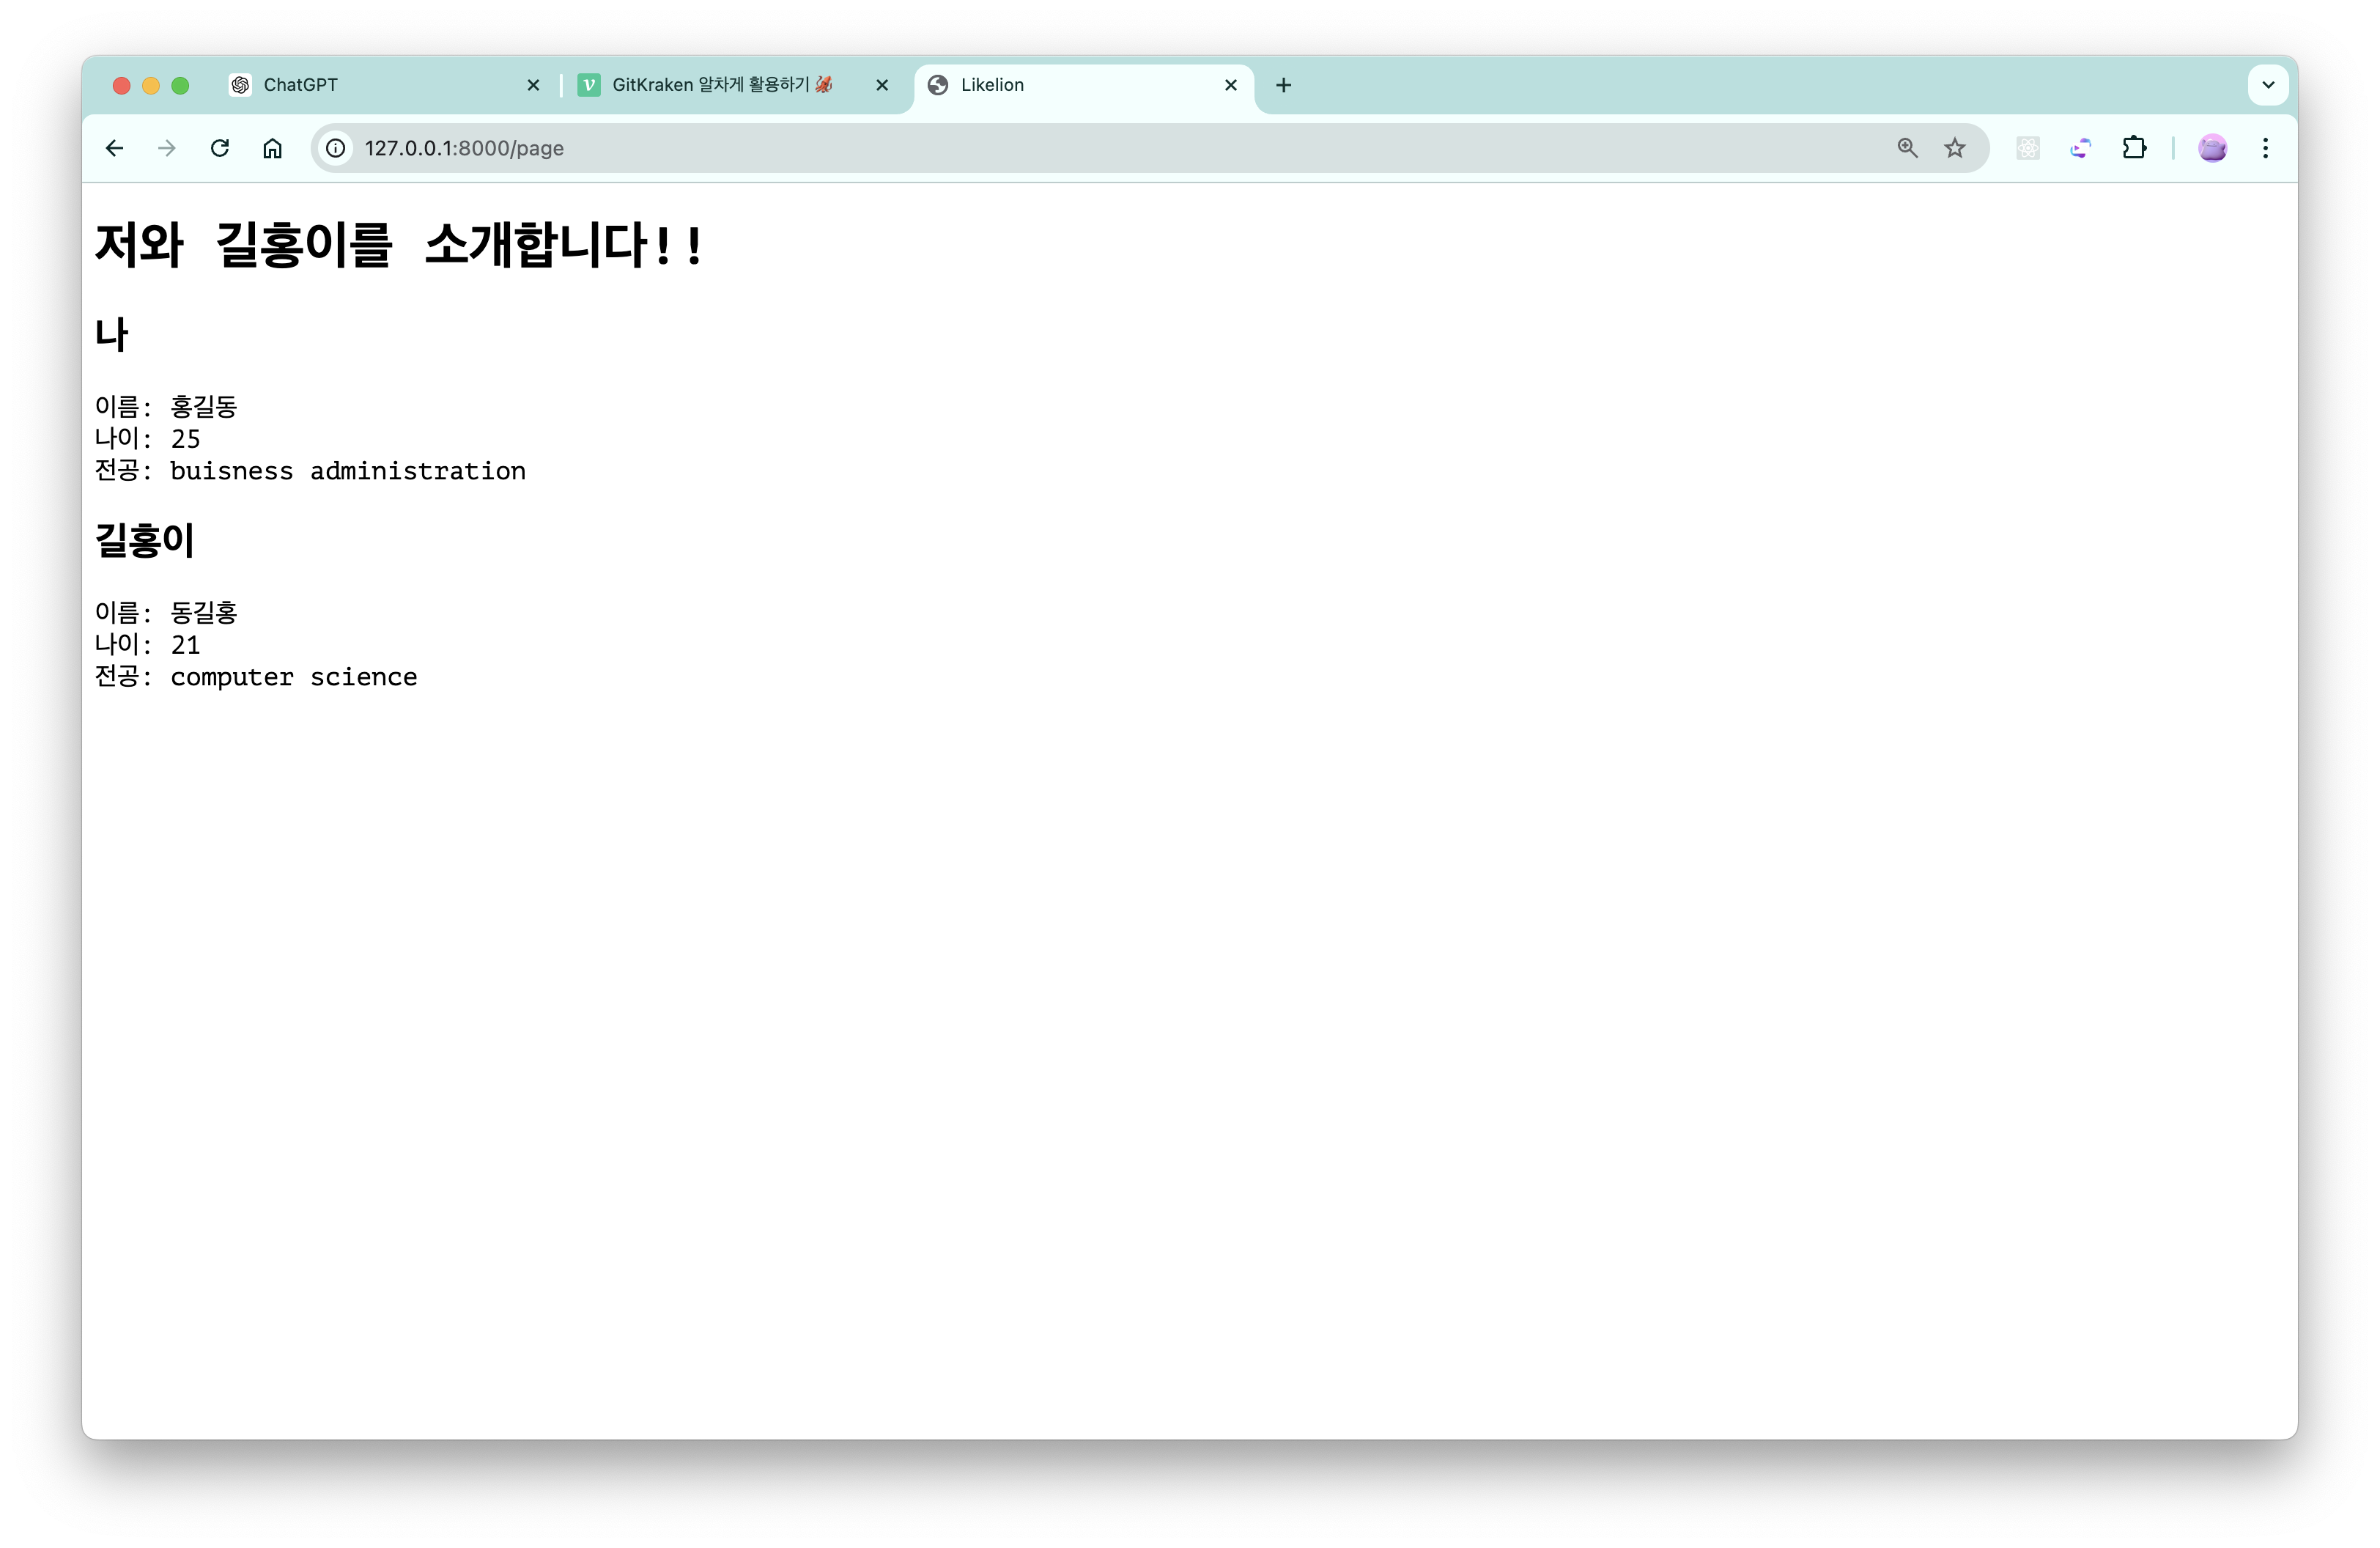 ChatGPT
GitKraken 알차게 활용하기 🦑
Likelion
127.0.0.1:8000/page
저와 길홍이를 소개합니다!!
나
이름: 홍길동
나이: 25
전공: buisness administration
길홍이
이름: 동길홍
나이: 21
전공: computer science